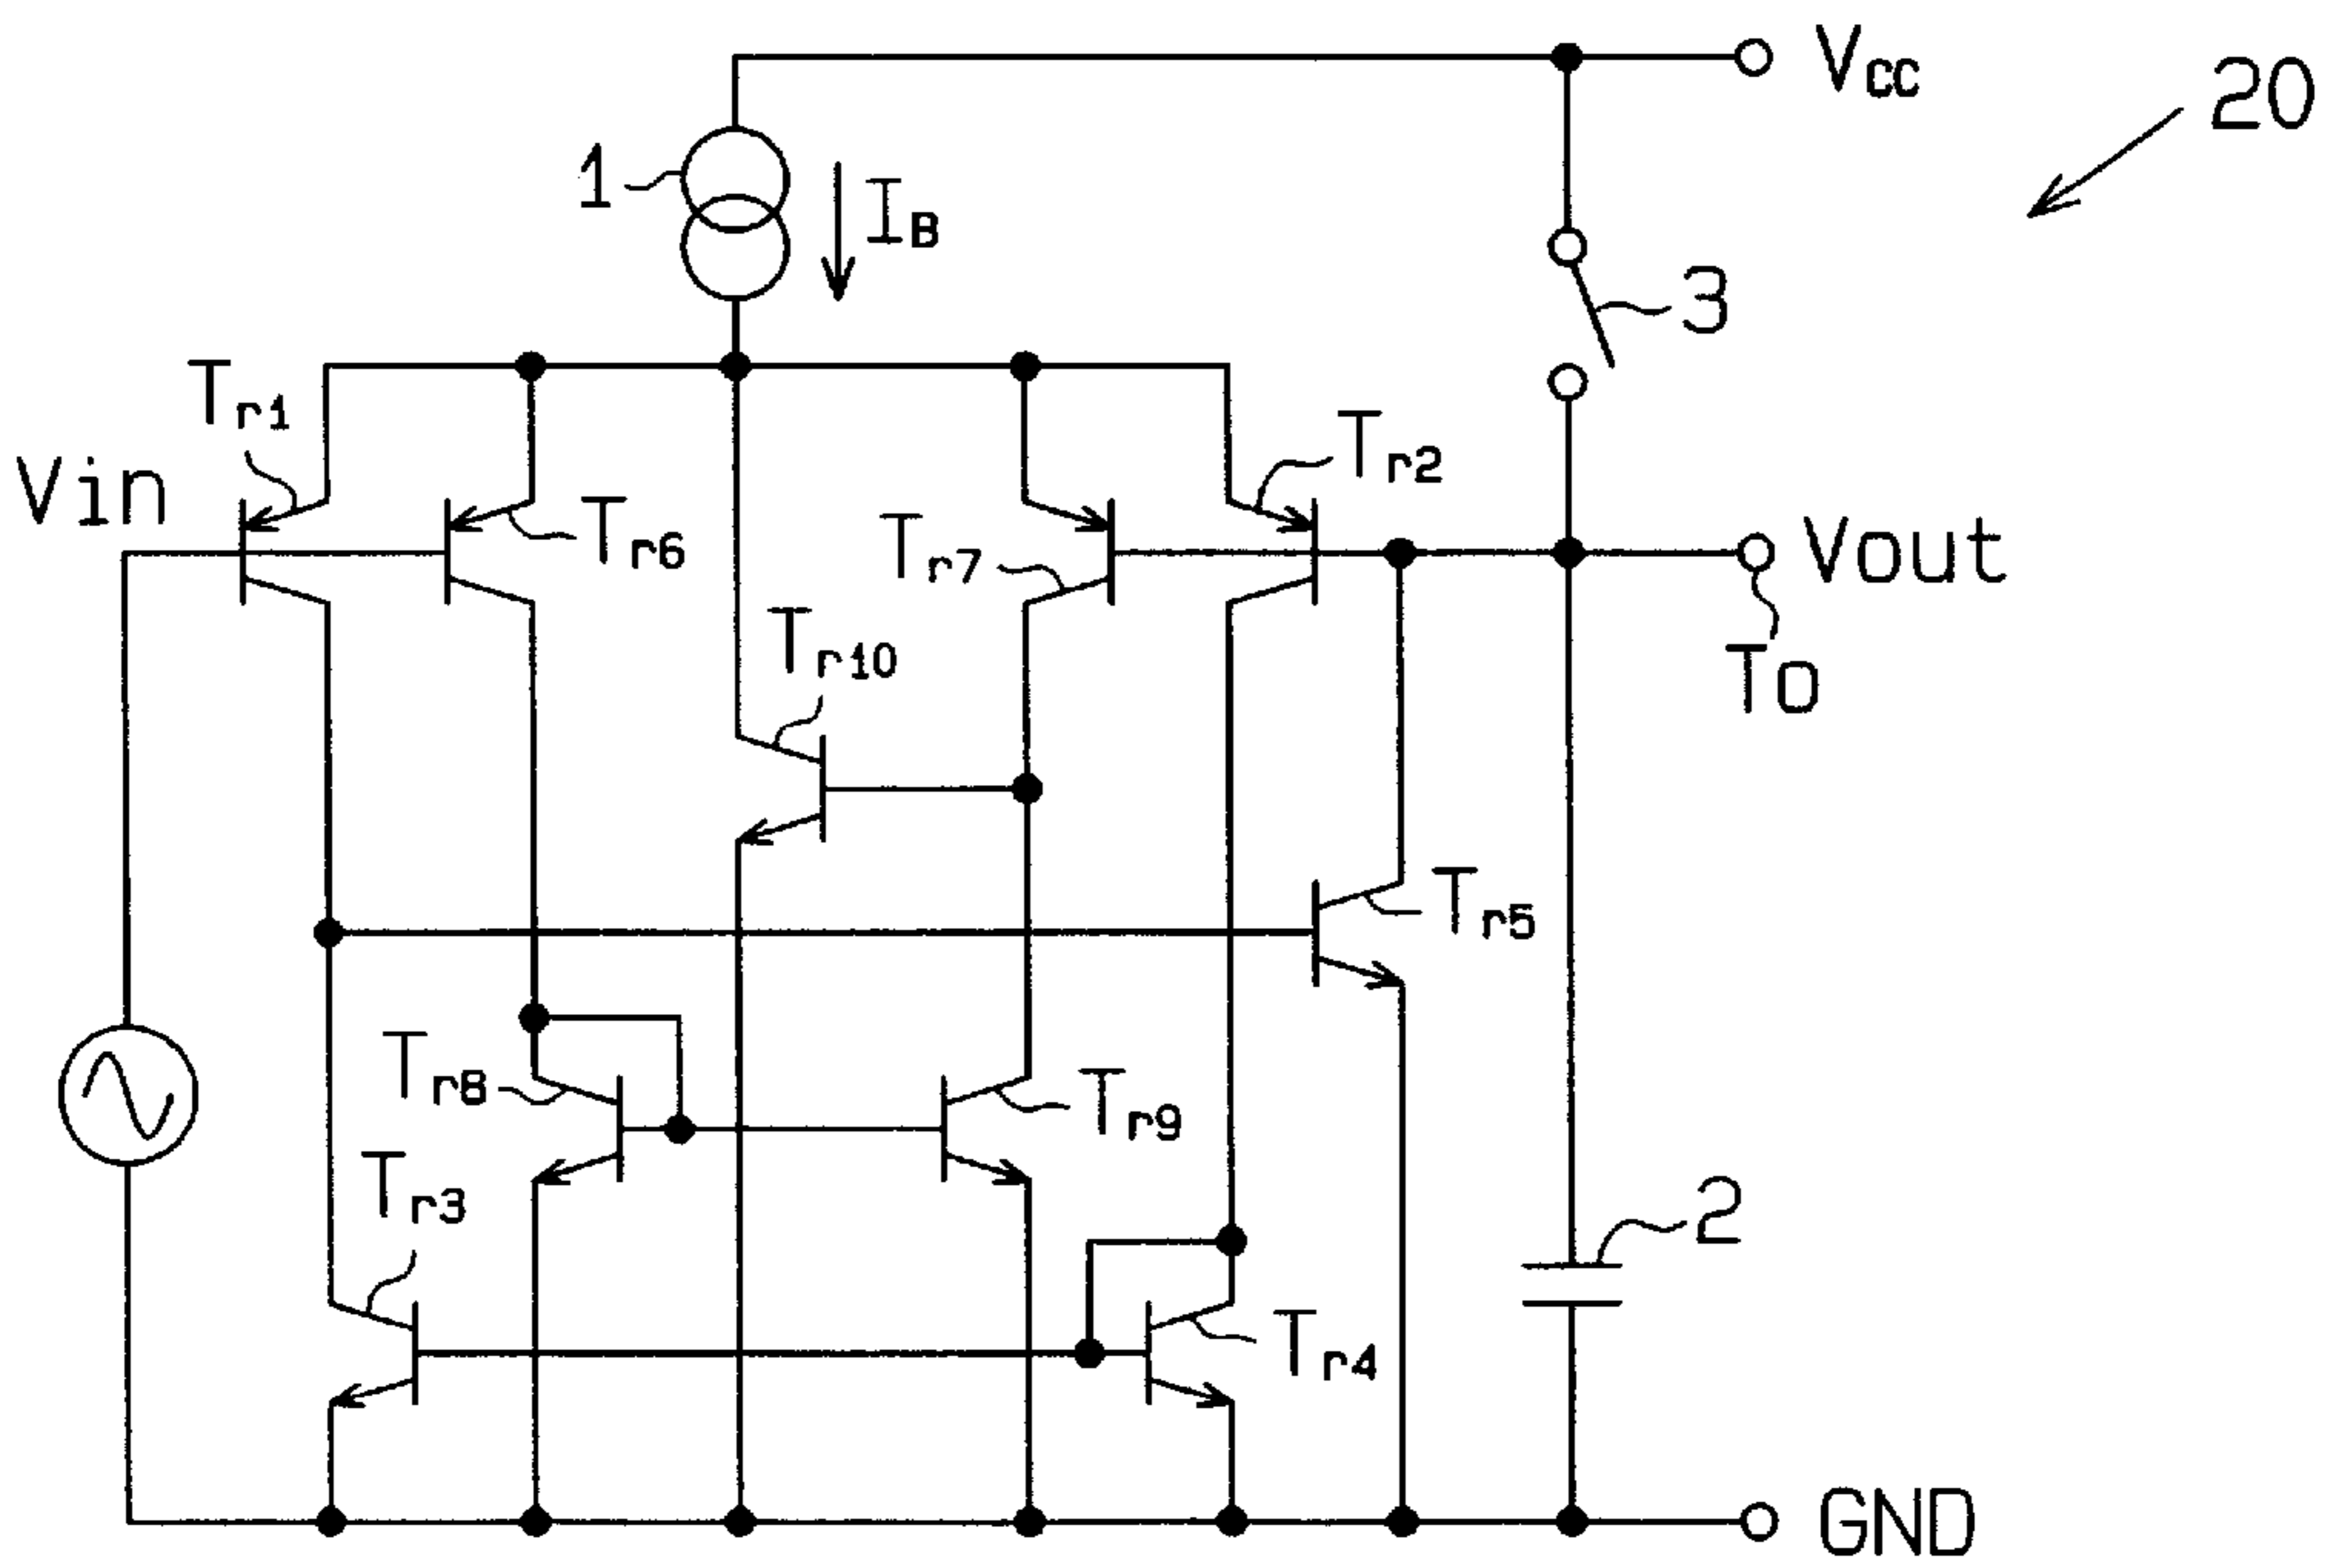 VCC
20
1
IB
3
Tr1
Tr2
Vin
Tr6
Tr7
Vout
Tr10
To
Tr5
Tr8
Tr9
Tr3
2
Tr4
GND